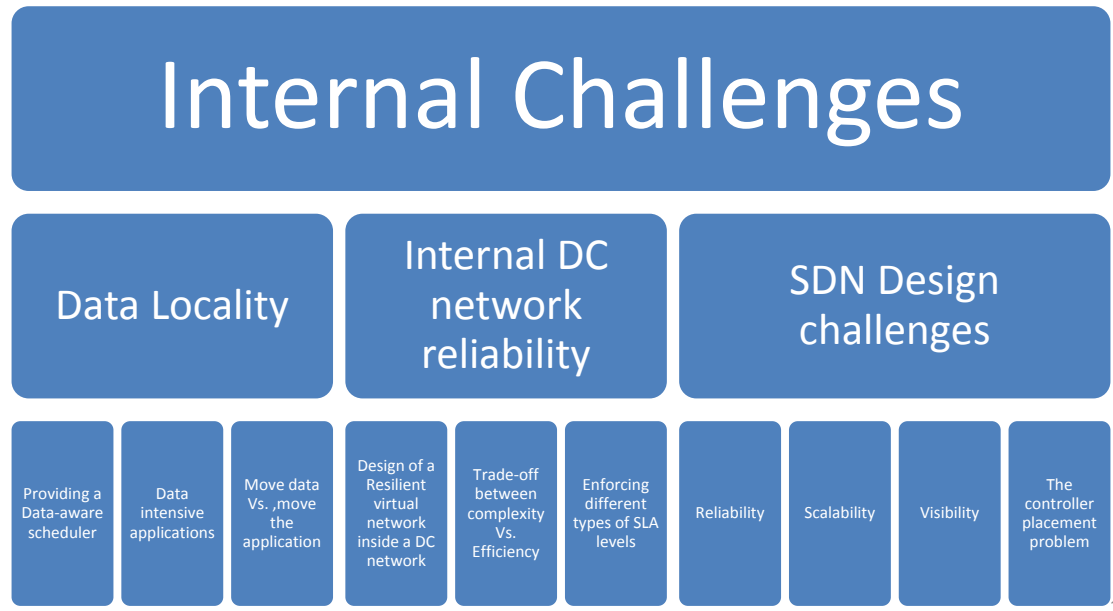 Internal Challenges
Data Locality
Internal DC
network
reliability
SDN Design
challenges
Providing a
Data-aware
scheduler
Data
intensive
applications
Move data
Vs. ,move
the
application
Design of a
Resilient
virtual
network
inside a DC
network
Trade-off
between
complexity
Vs.
Efficiency
Enforcing
different
types of SLA
levels
Reliability
Scalability
Visibility
The
controller
placement
problem